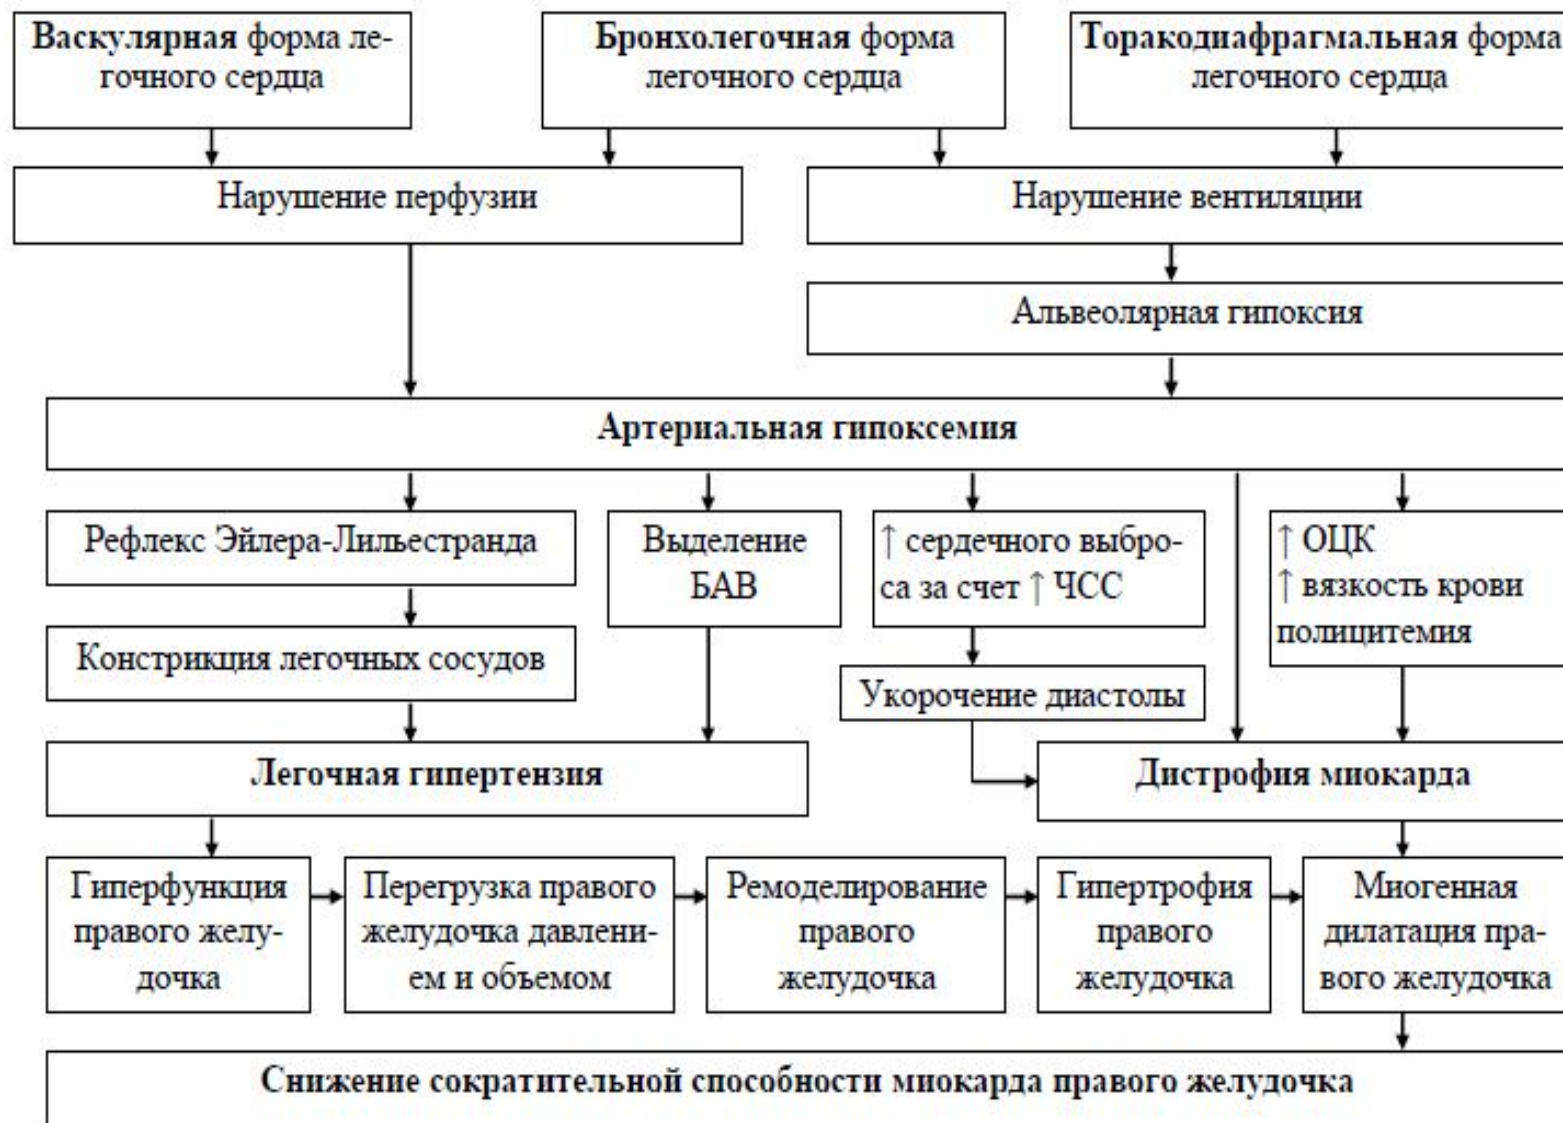 Васкулярная форма ле-
гочного сердца
Бронхолегочная форма
легочного сердца
Торакодиафрагмальная форма
легочного сердца
Нарушение перфузии
Нарушение вентиляции
Альвеолярная гипоксия
Артериальная гипоксемия
Рефлекс Эйлера-Лильестранда
Выделение
БАВ
↑ сердечного выбро-
са за счет ↑ ЧСС
↑ ОЦК
↑ вязкость крови
полицитемия
Констрикция легочных сосудов
Укорочение диастолы
Легочная гипертензия
Дистрофия миокарда
Гиперфункция
правого желу-
дочка
Перегрузка правого
желудочка давлени-
ем и объемом
Ремоделирование
правого
желудочка
Гипертрофия
правого
желудочка
Миогенная
дилатация пра-
вого желудочка
Снижение сократительной способности миокарда правого желудочка